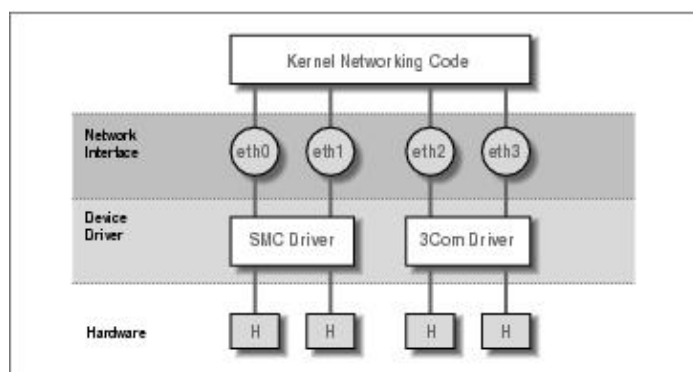 Kernel Networking Code
Network
Interface
eth0 eth1 eth2 eth3
Device
Driver
SMC Driver 3Com Driver
Hardware
H H H H